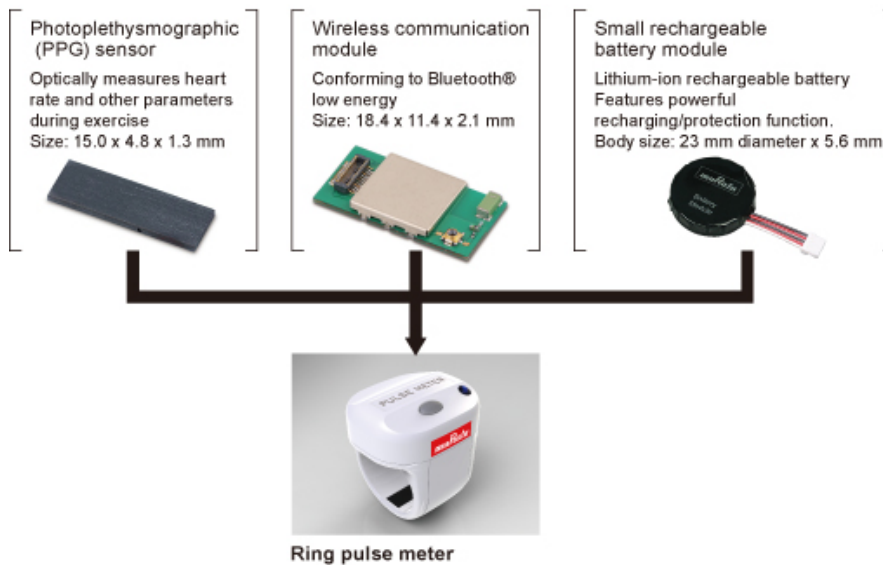 Photoplethysmographic
(PPG) sensor
Optically measures heart
rate and other parameters
during exercise
Size: 15.0 x 4.8 x 1.3 mm
Wireless communication
module
Conforming to Bluetooth®
low energy
Size: 18.4 x 11.4 x 2.1 mm
Small rechargeable
battery module
Lithium-ion rechargeable battery
Features powerful
recharging/protection function.
Body size: 23 mm diameter x 5.6 mm
muRata
Battery
Module
PULSE METER
muRata
Ring pulse meter